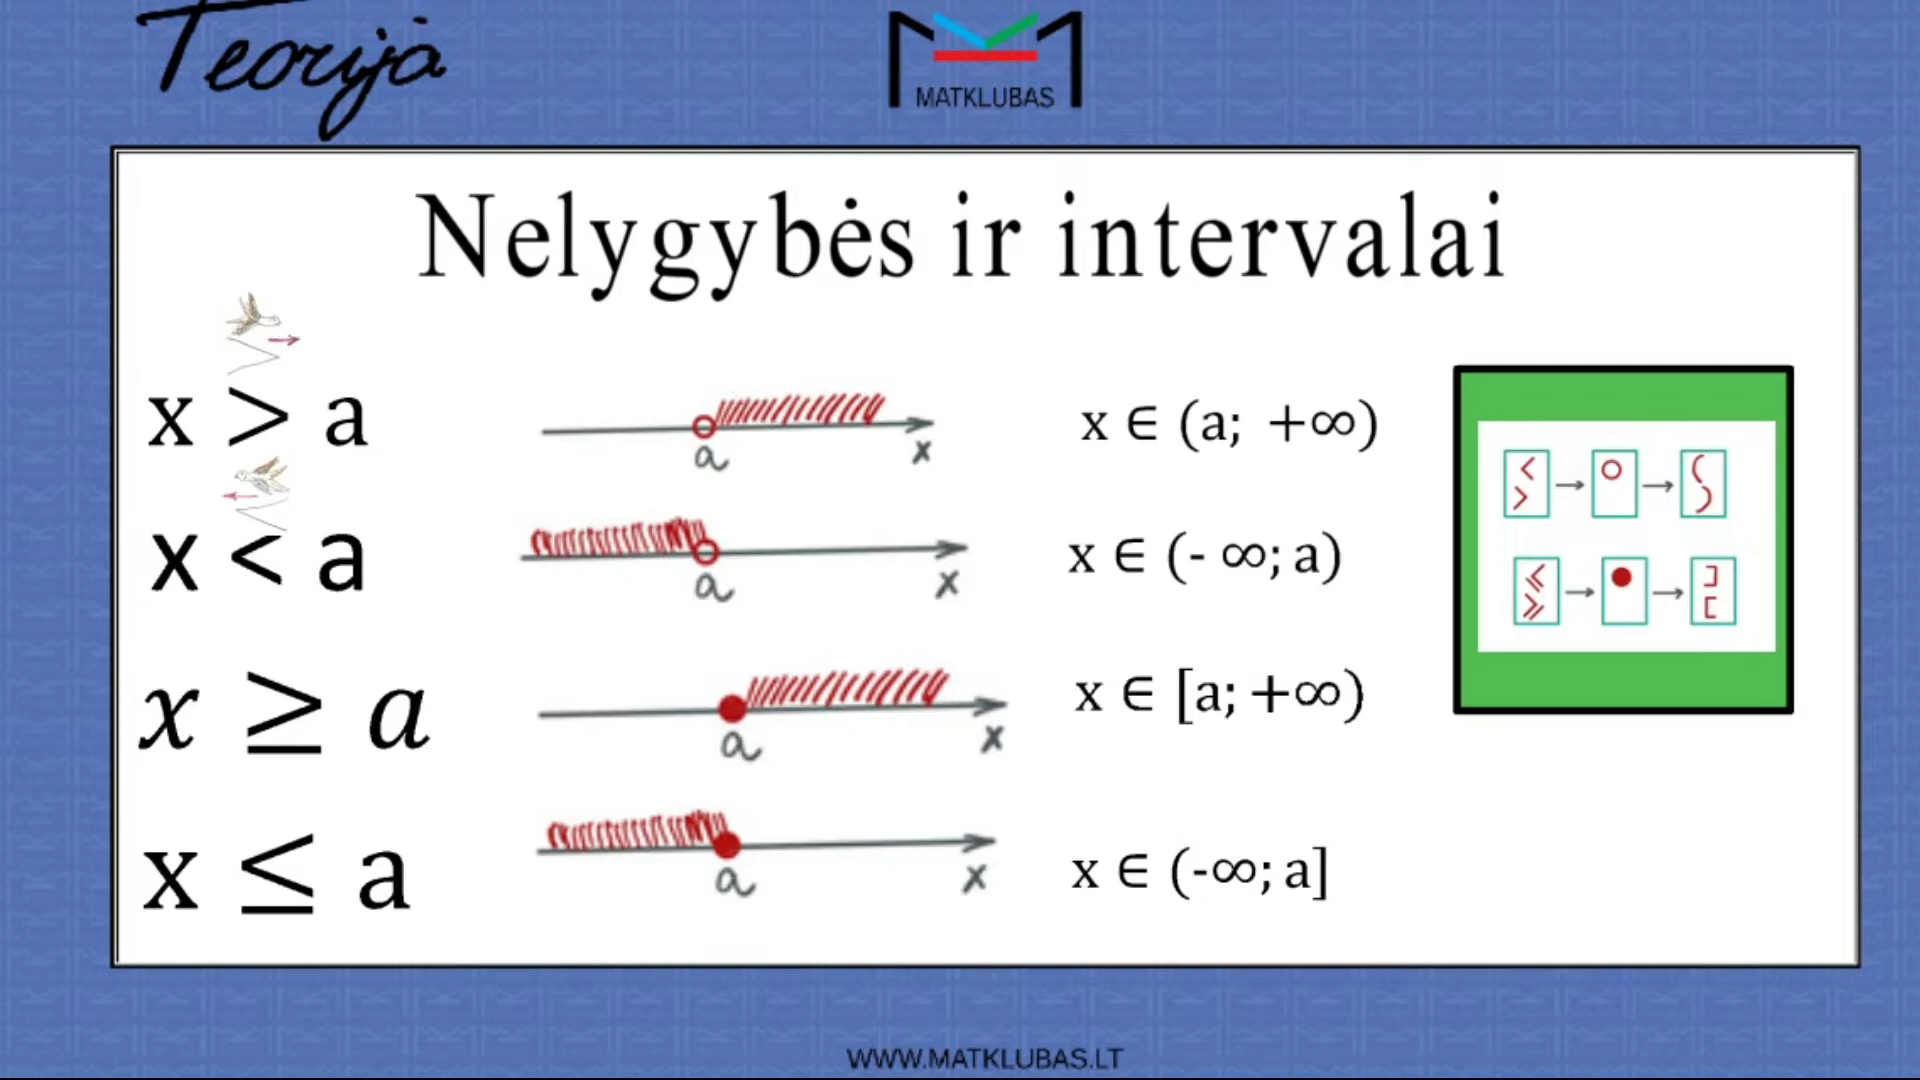 Teorija
MATKLUBAS
Nelygybės ir intervalai
x > a
a x
x ∈ (a; +∞)
< → ○ → (
> )
x < a
a x
x ∈ (- ∞; a)
≤ → ● → ]
≥ [
x ≥ a
a x
x ∈ [a; +∞)
x ≤ a
a x
x ∈ (-∞; a]
WWW.MATKLUBAS.LT